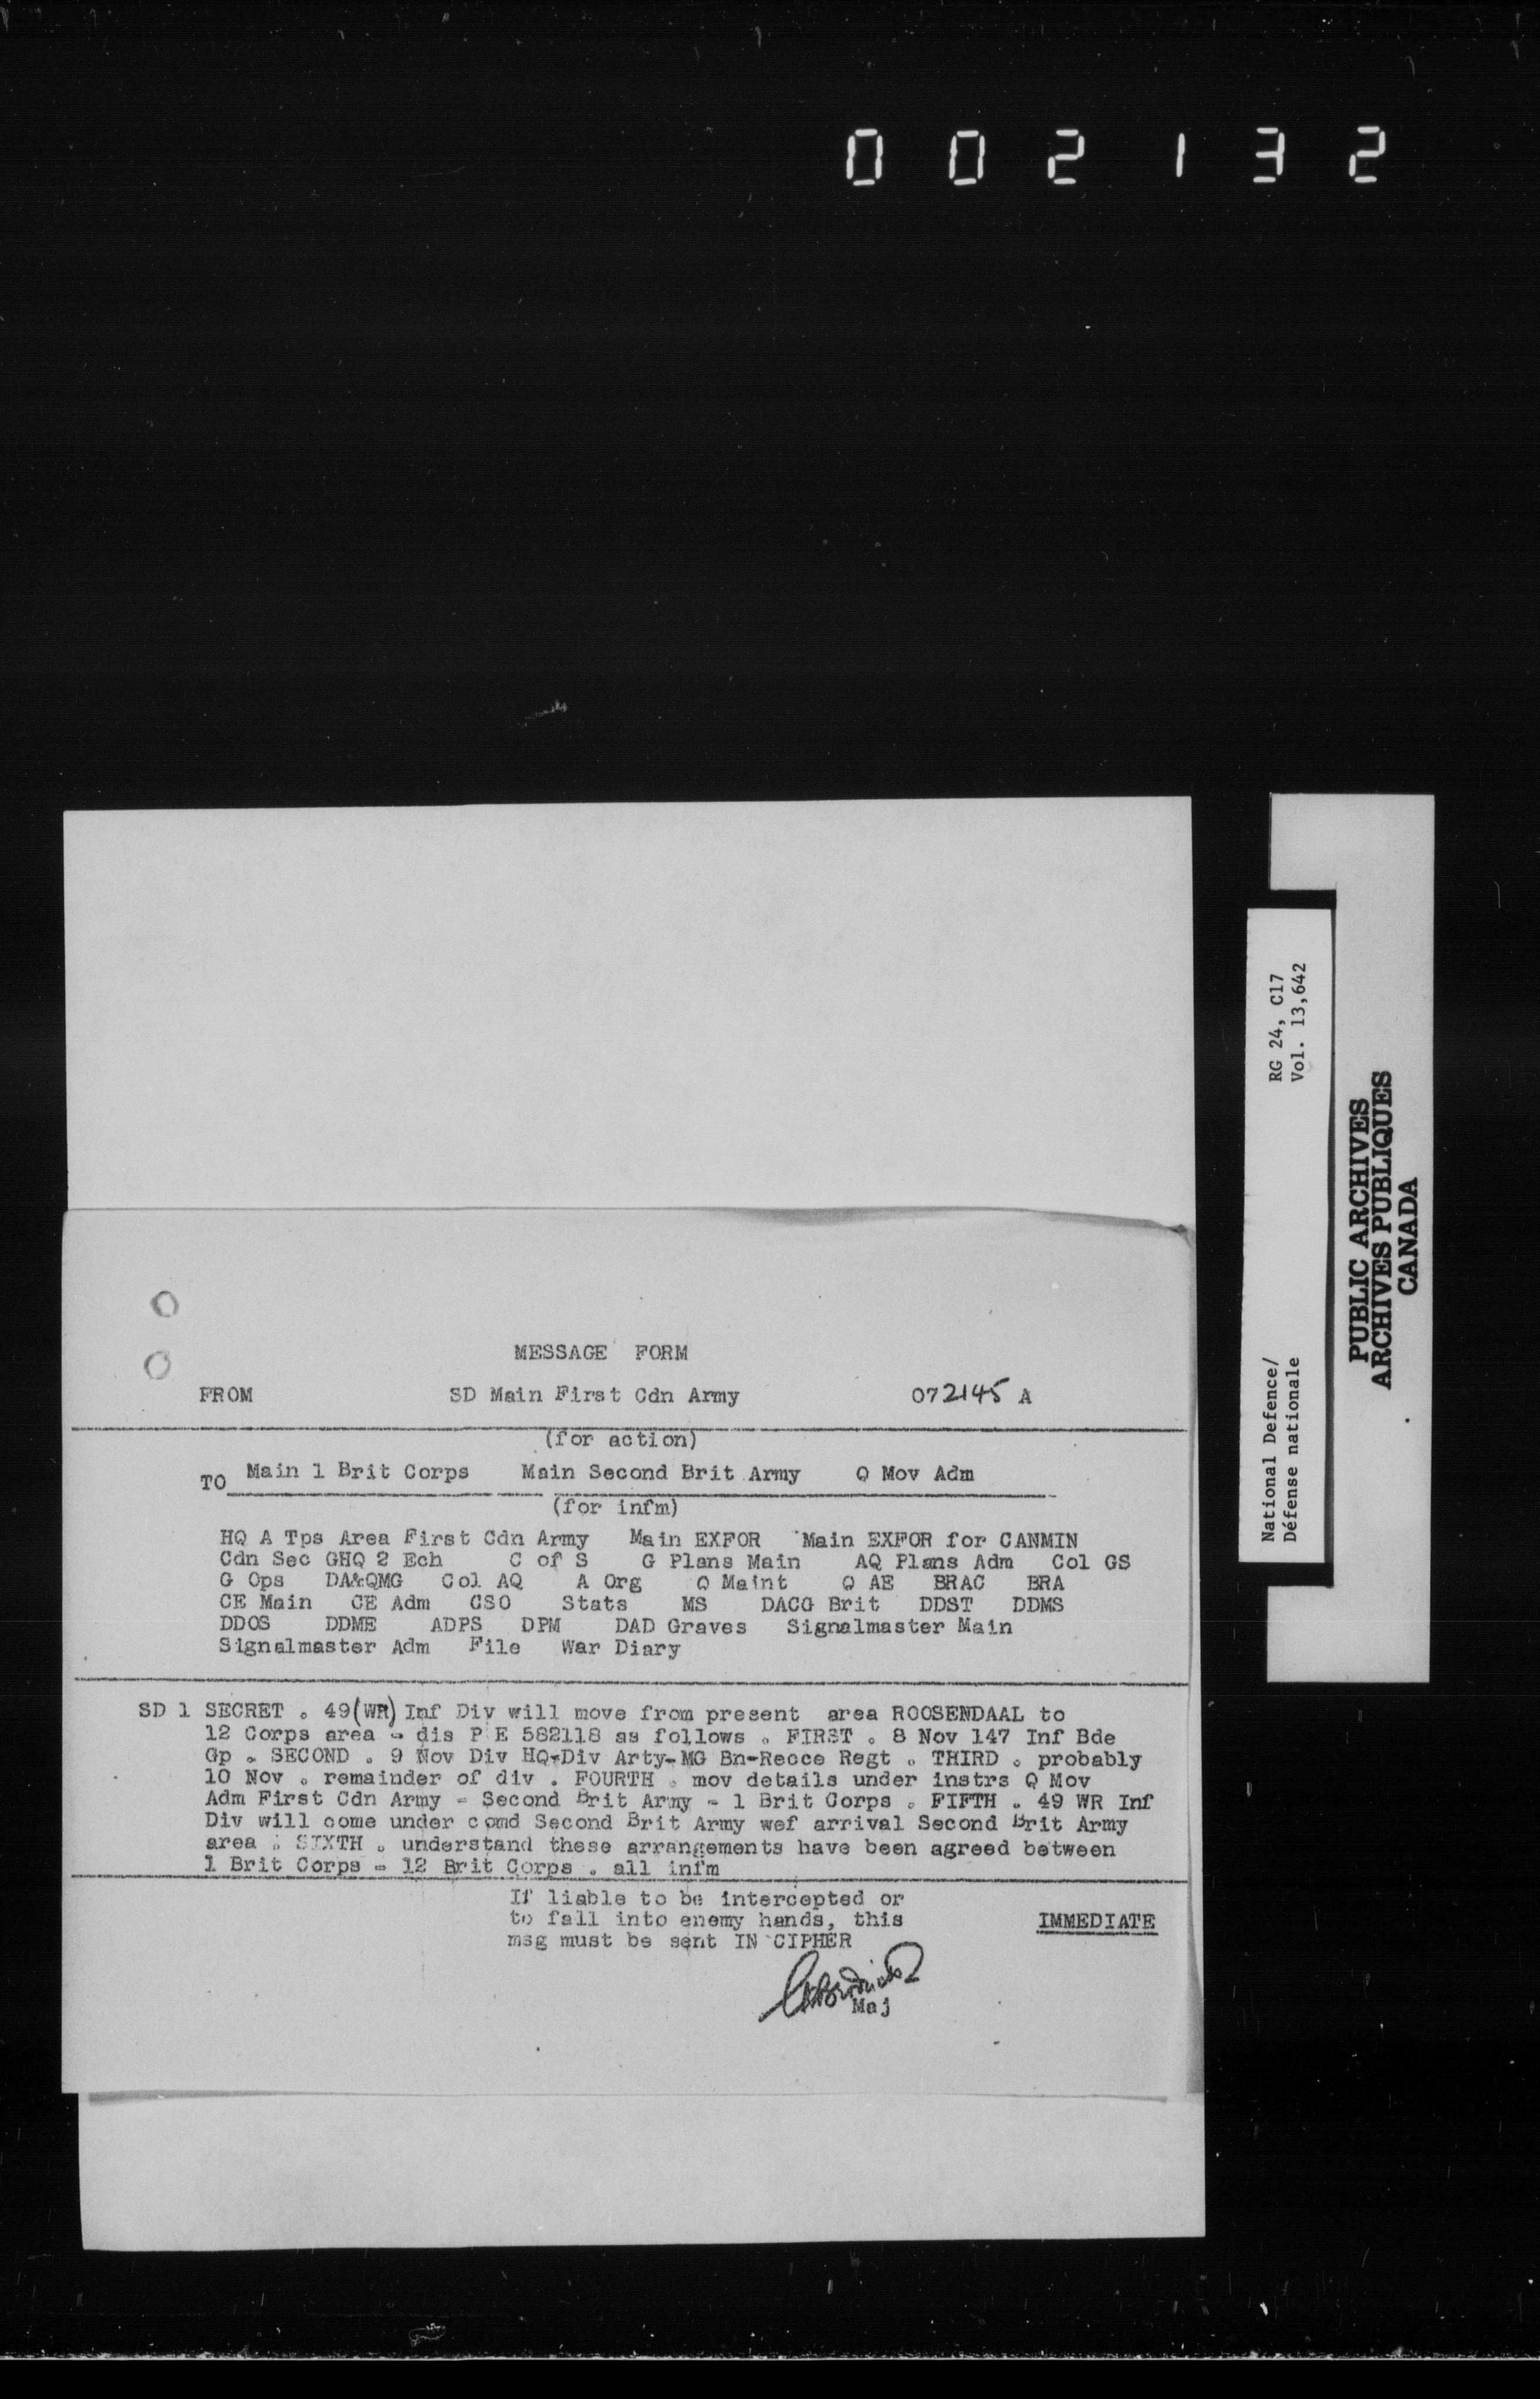 002132
MESSAGE FORM
FROM SD Main First Cdn Army 072145 A
(for action)
TO Main 1 Brit Corps Main Second Brit Army Q Mov Adm
(for infm)
HQ A Tps Area First Cdn Army Main EXFOR Main EXFOR for CANMIN
Cdn Sec GHQ 2 Ech C of S G Plans Main AQ Plans Adm Col GS
G Ops DA&QMG Col AQ A Org Q Maint Q AE BRAC BRA
CE Main CE Adm CSO Stats MS DACG Brit DDST DDMS
DDOS DDME ADPS DPM DAD Graves Signalmaster Main
Signalmaster Adm File War Diary
SD 1 SECRET . 49(WR) Inf Div will move from present area ROOSENDAAL to
12 Corps area - dis P E 582118 as follows . FIRST . 8 Nov 147 Inf Bde
Gp . SECOND . 9 Nov Div HQ-Div Arty-MG Bn-Recce Regt . THIRD . probably
10 Nov . remainder of div . FOURTH . mov details under instrs Q Mov
Adm First Cdn Army - Second Brit Army - 1 Brit Corps . FIFTH . 49 WR Inf
Div will come under comd Second Brit Army wef arrival Second Brit Army
area . SIXTH . understand these arrangements have been agreed between
1 Brit Corps - 12 Brit Corps . all infm
If liable to be intercepted or
to fall into enemy hands, this
msg must be sent IN CIPHER
IMMEDIATE
Maj
National Defence/
Défense nationale
RG 24, C17
Vol. 13,642
PUBLIC ARCHIVES
ARCHIVES PUBLIQUES
CANADA